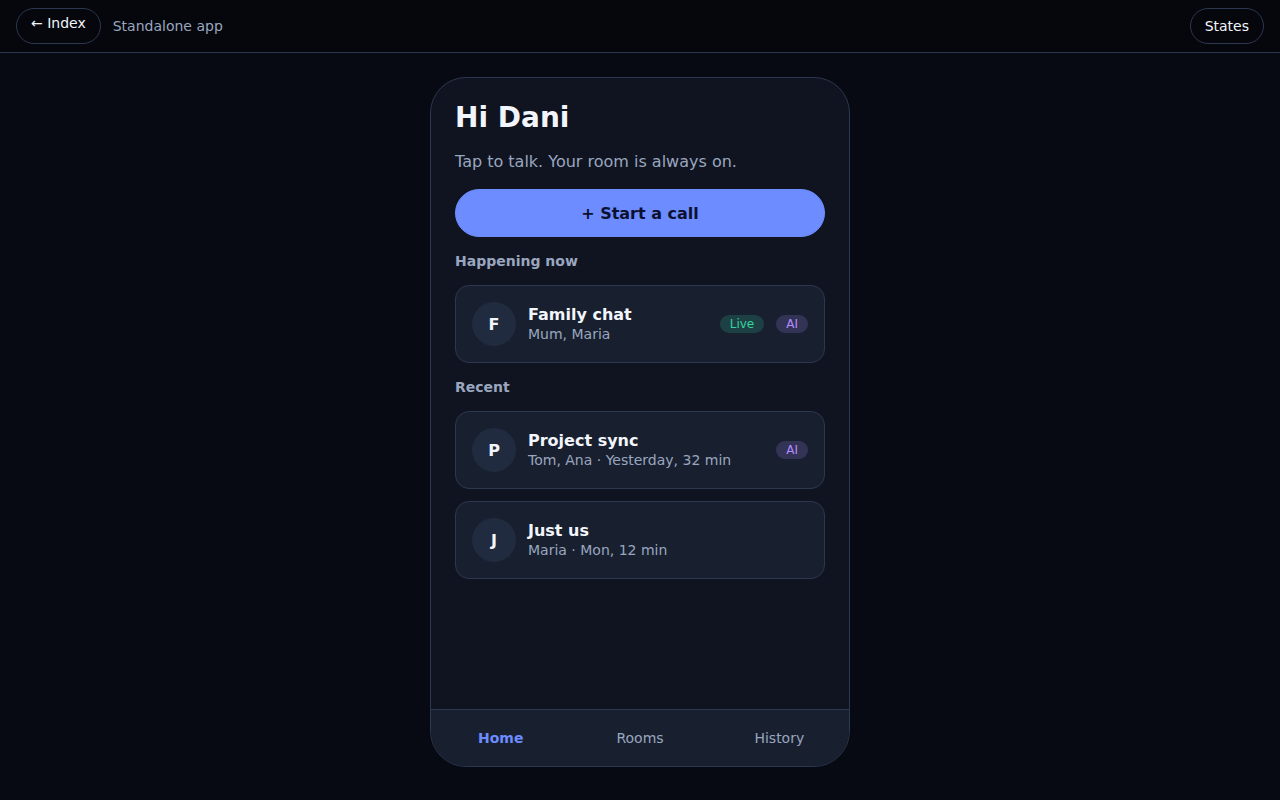 ← Index
Standalone app
States
Hi Dani
Tap to talk. Your room is always on.
+ Start a call
Happening now
F
Family chat
Mum, Maria
Live
AI
Recent
P
Project sync
Tom, Ana · Yesterday, 32 min
AI
J
Just us
Maria · Mon, 12 min
Home
Rooms
History